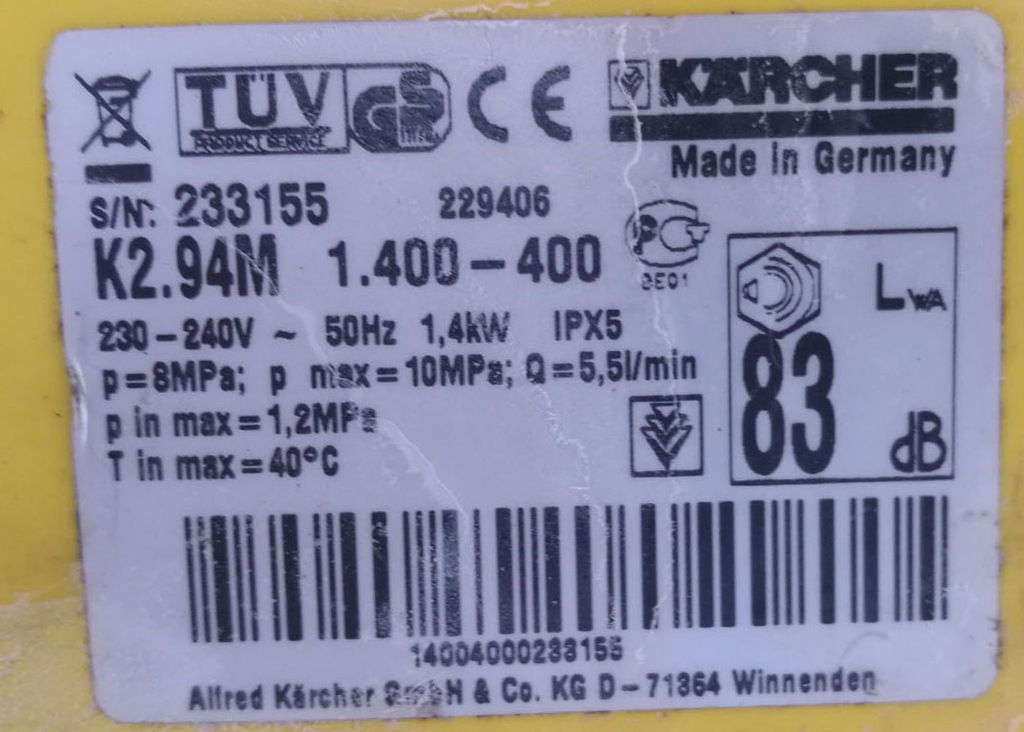 TÜV
PRODUCT SERVICE
GS
CE
KÄRCHER
Made in Germany
S/N: 233155 229406
K2.94M 1.400-400
230-240V ~ 50Hz 1,4kW IPX5
p=8MPa; p max=10MPa; Q=5,5l/min
p in max=1,2MPa
T in max=40°C
LWA
83
dB
14004000233155
Alfred Kärcher GmbH & Co. KG D-71364 Winnenden